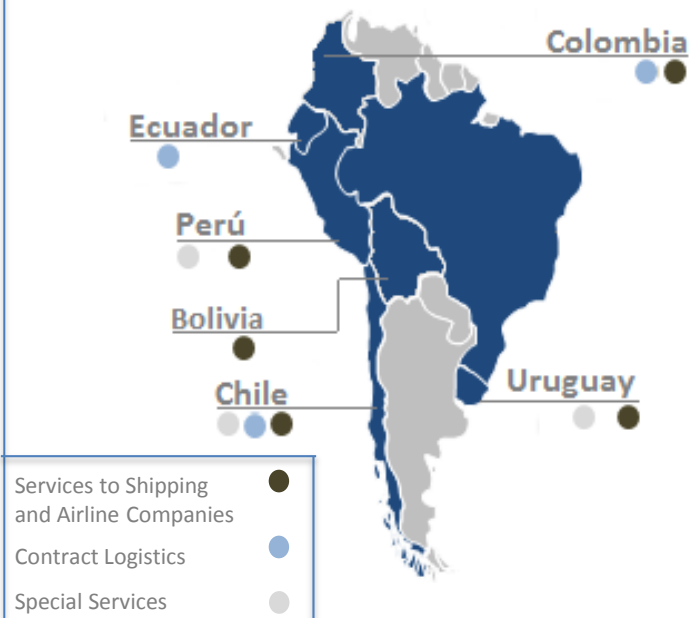 Colombia
Ecuador
Perú
Bolivia
Chile
Uruguay
Services to Shipping
and Airline Companies
Contract Logistics
Special Services